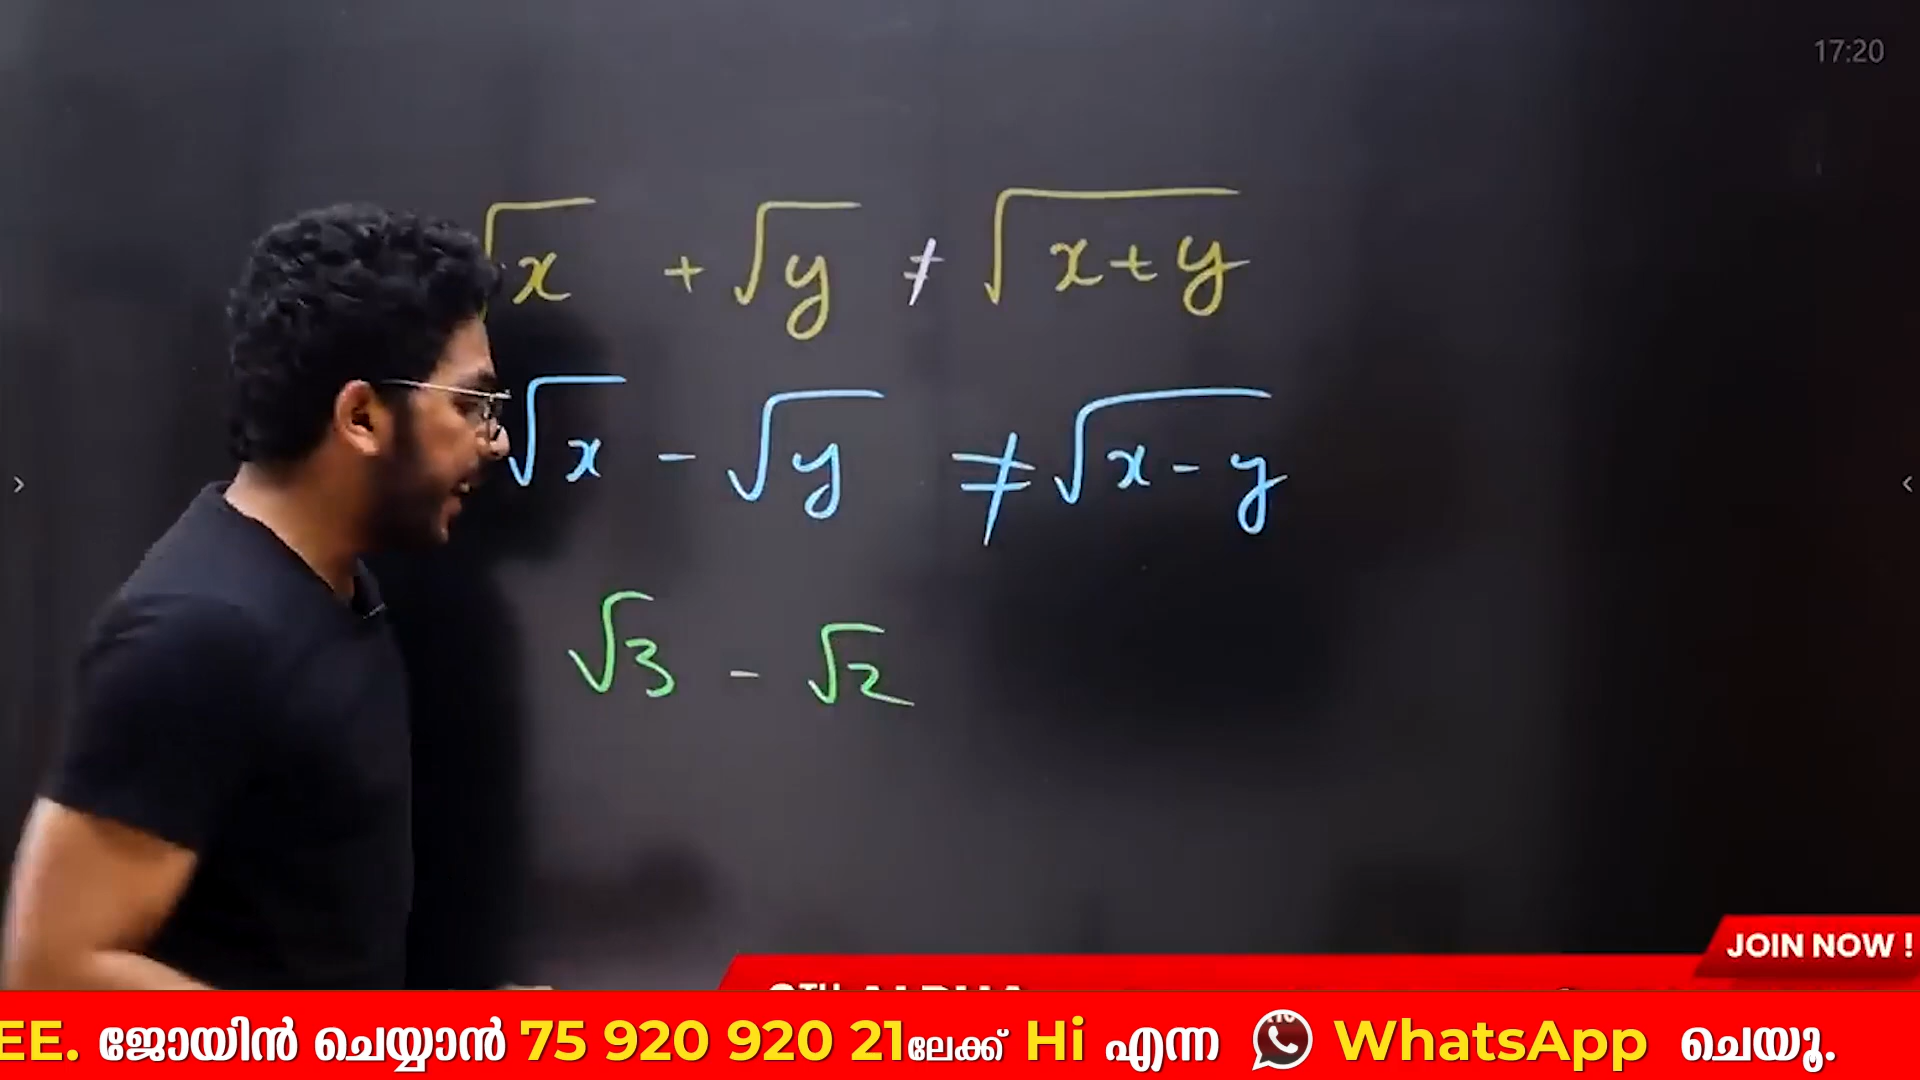 17:20
√x + √y ≠ √x+y
√x - √y ≠ √x-y
√3 - √2
JOIN NOW !
EE. ജോയിൻ ചെയ്യാൻ 75 920 920 21ലേക്ക് Hi എന്ന WhatsApp ചെയൂ.